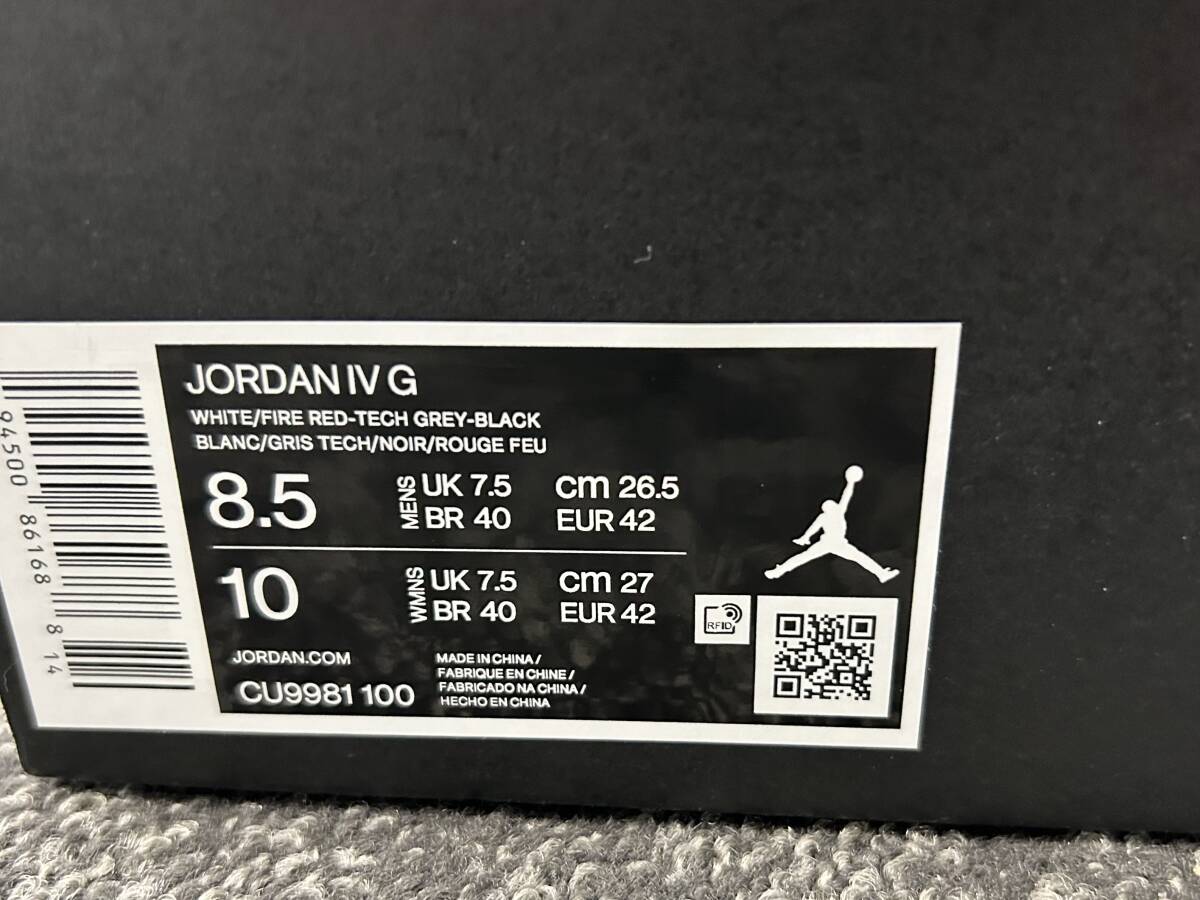 JORDAN IV G
WHITE/FIRE RED-TECH GREY-BLACK
BLANC/GRIS TECH/NOIR/ROUGE FEU
8.5 MENS UK 7.5 cm 26.5
BR 40 EUR 42
10 WMNS UK 7.5 cm 27
BR 40 EUR 42
RFID
JORDAN.COM
CU9981 100
MADE IN CHINA /
FABRIQUE EN CHINE /
FABRICADO NA CHINA /
HECHO EN CHINA
94500 86168 8 14